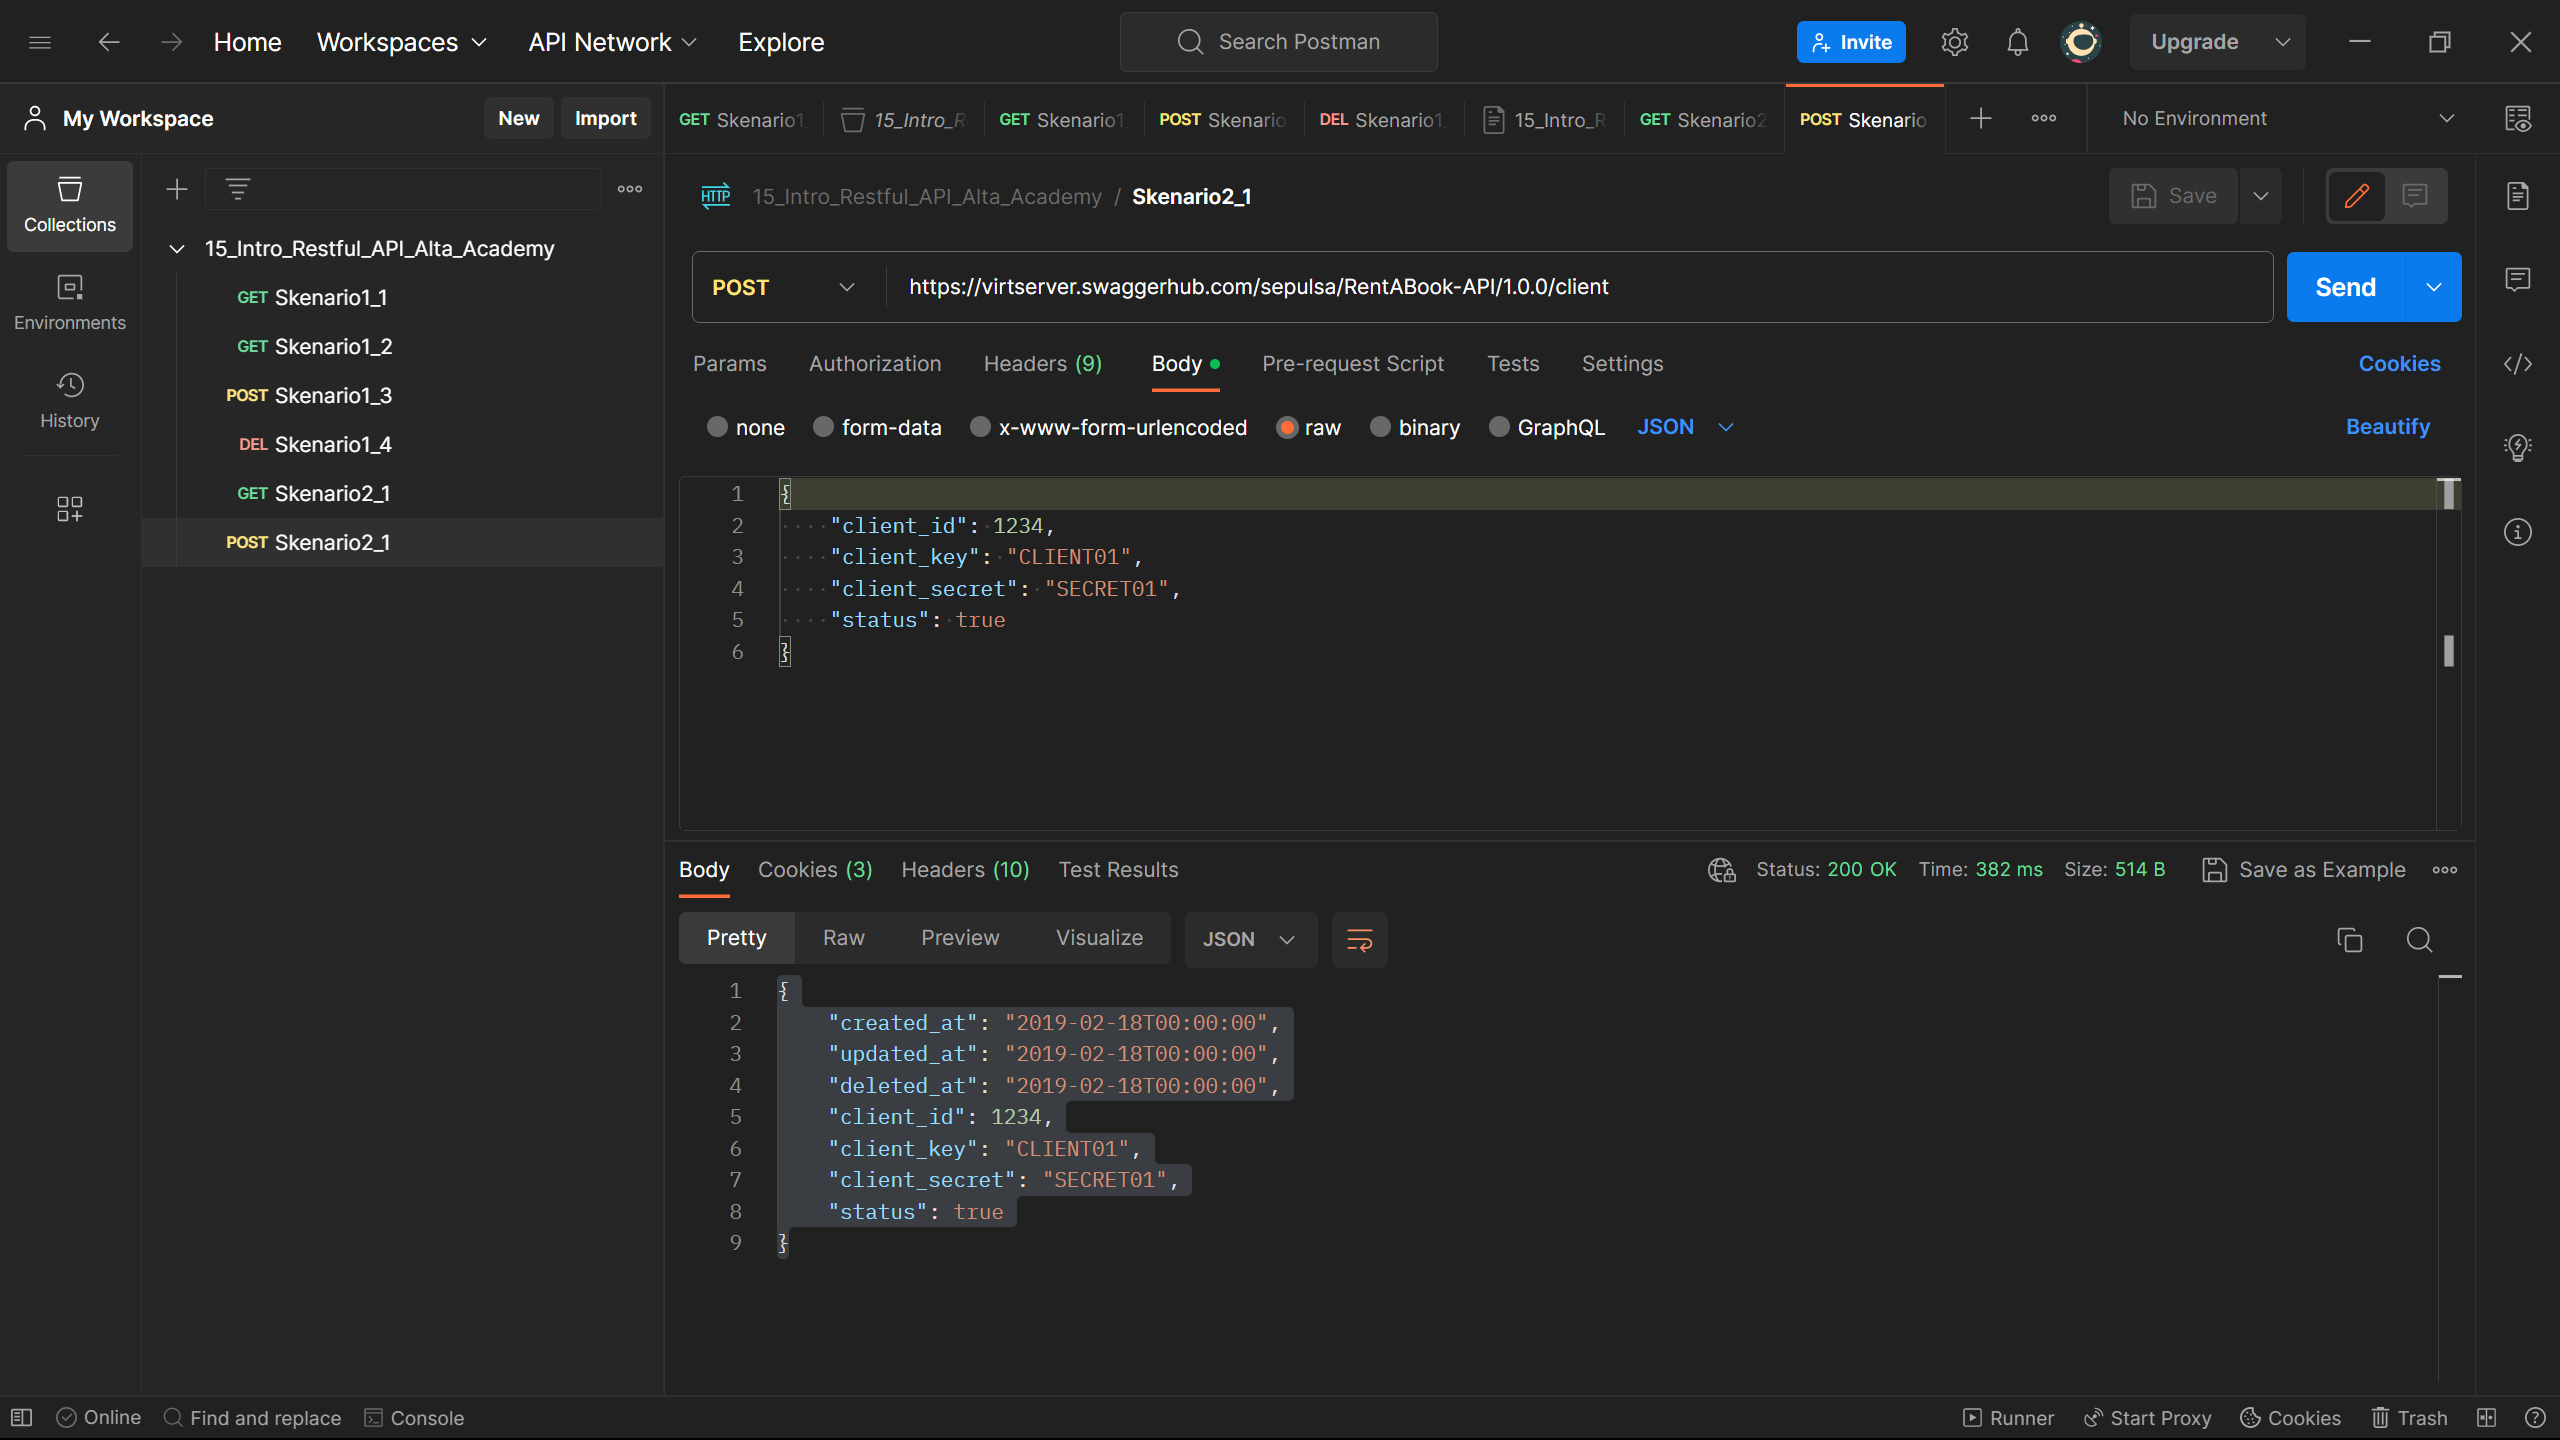 Home Workspaces API Network Explore Search Postman Invite Upgrade
My Workspace New Import
GET Skenario1_ 15_Intro_R GET Skenario1_ POST Skenario DEL Skenario1_ 15_Intro_R GET Skenario2 POST Skenario No Environment
Collections
Environments
History
15_Intro_Restful_API_Alta_Academy
GET Skenario1_1
GET Skenario1_2
POST Skenario1_3
DEL Skenario1_4
GET Skenario2_1
POST Skenario2_1
HTTP 15_Intro_Restful_API_Alta_Academy / Skenario2_1 Save
POST https://virtserver.swaggerhub.com/sepulsa/RentABook-API/1.0.0/client Send
Params Authorization Headers (9) Body Pre-request Script Tests Settings Cookies
none form-data x-www-form-urlencoded raw binary GraphQL JSON Beautify
1 {
2 "client_id": 1234,
3 "client_key": "CLIENT01",
4 "client_secret": "SECRET01",
5 "status": true
6 }
Body Cookies (3) Headers (10) Test Results Status: 200 OK Time: 382 ms Size: 514 B Save as Example
Pretty Raw Preview Visualize JSON
1 {
2 "created_at": "2019-02-18T00:00:00",
3 "updated_at": "2019-02-18T00:00:00",
4 "deleted_at": "2019-02-18T00:00:00",
5 "client_id": 1234,
6 "client_key": "CLIENT01",
7 "client_secret": "SECRET01",
8 "status": true
9 }
Online Find and replace Console Runner Start Proxy Cookies Trash